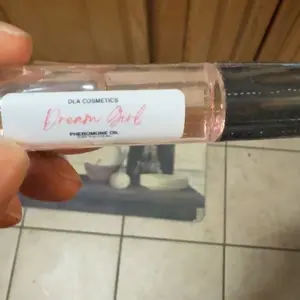 DLA COSMETICS
Dream Girl
PHEROMONE OIL